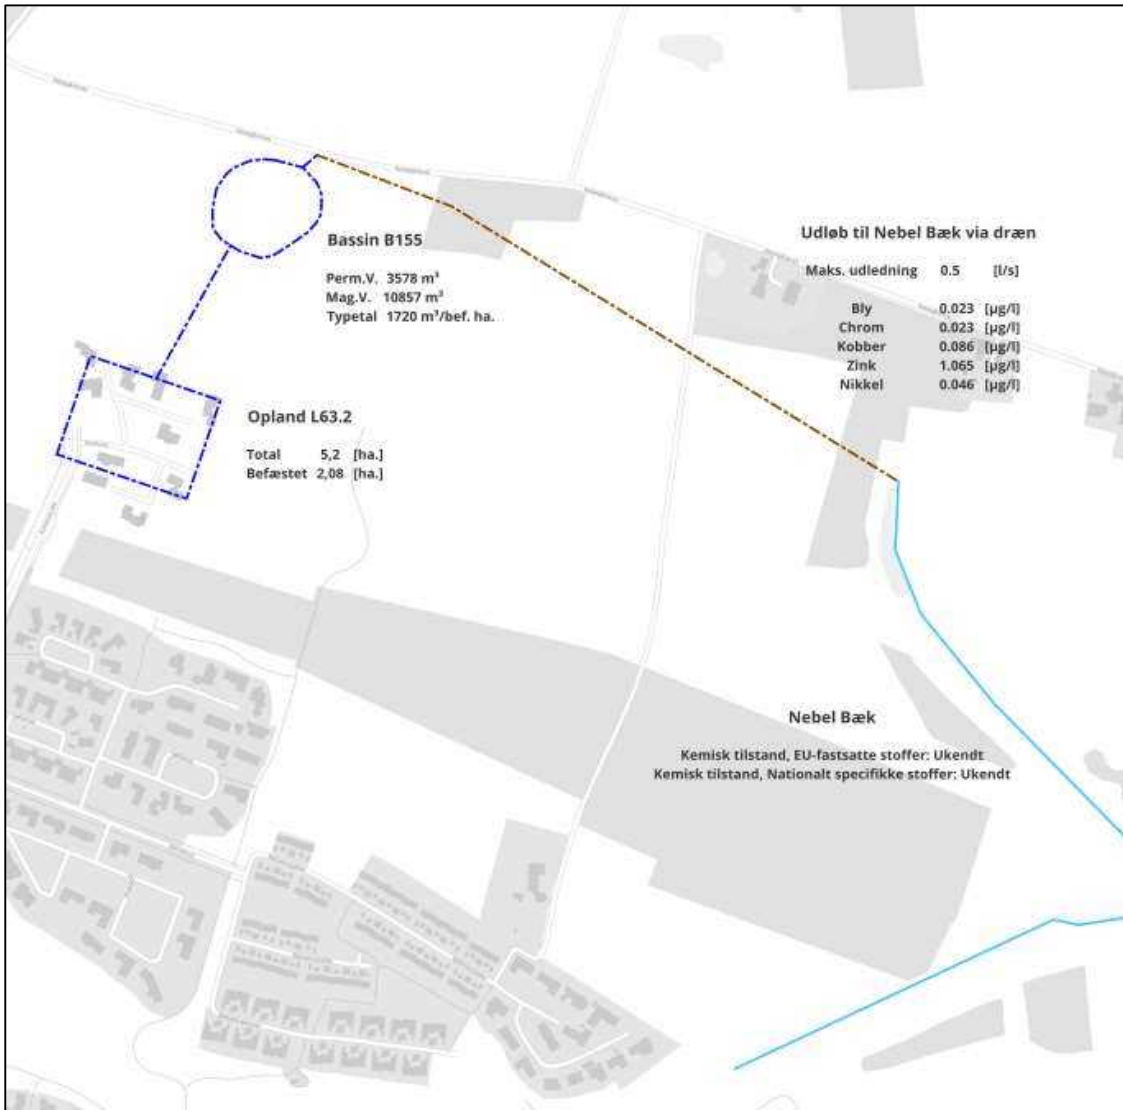 Bassin B155
Perm.V. 3578 m³
Mag.V. 10857 m³
Typetal 1720 m³/bef. ha.
Udløb til Nebel Bæk via dræn
Maks. udledning 0.5 [l/s]
Bly 0.023 [µg/l]
Chrom 0.023 [µg/l]
Kobber 0.086 [µg/l]
Zink 1.065 [µg/l]
Nikkel 0.046 [µg/l]
Opland L63.2
Total 5,2 [ha.]
Befæstet 2,08 [ha.]
Nebel Bæk
Kemisk tilstand, EU-fastsatte stoffer: Ukendt
Kemisk tilstand, Nationalt specifikke stoffer: Ukendt